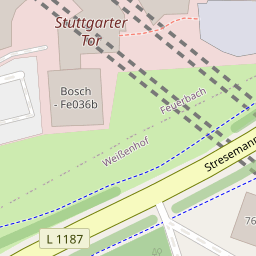 Stuttgarter
Tor
Bosch
- Fe036b
Feuerbach
Weißenhof
Stresemann
L 1187
76